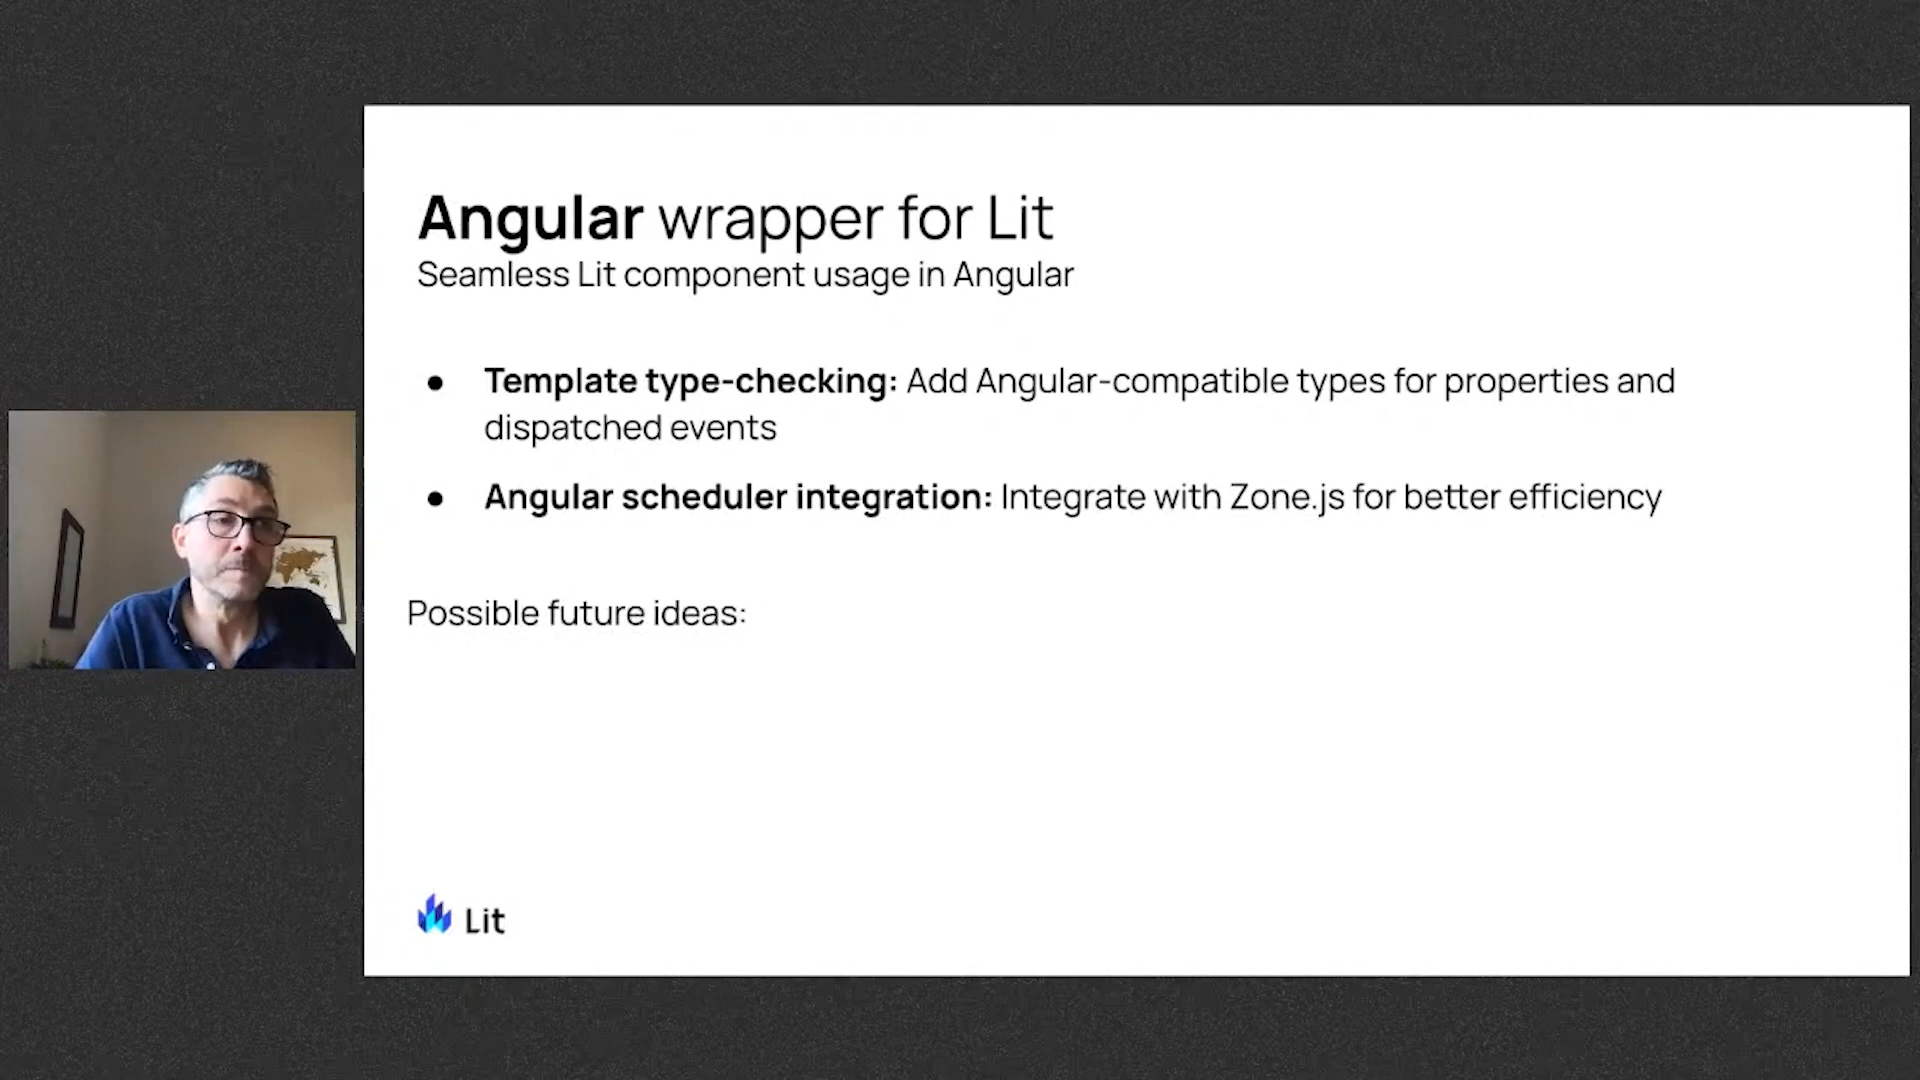 Angular wrapper for Lit
Seamless Lit component usage in Angular
● Template type-checking: Add Angular-compatible types for properties and
dispatched events
● Angular scheduler integration: Integrate with Zone.js for better efficiency
Possible future ideas:
Lit